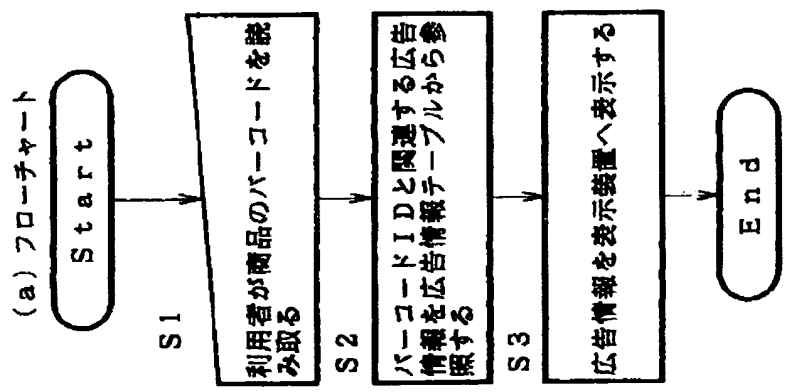 (a) フローチャート
Start
S1
利用者が商品のバーコードを読
み取る
S2
バーコードIDと関連する広告
情報を広告情報テーブルから参
照する
S3
広告情報を表示装置へ表示する
End